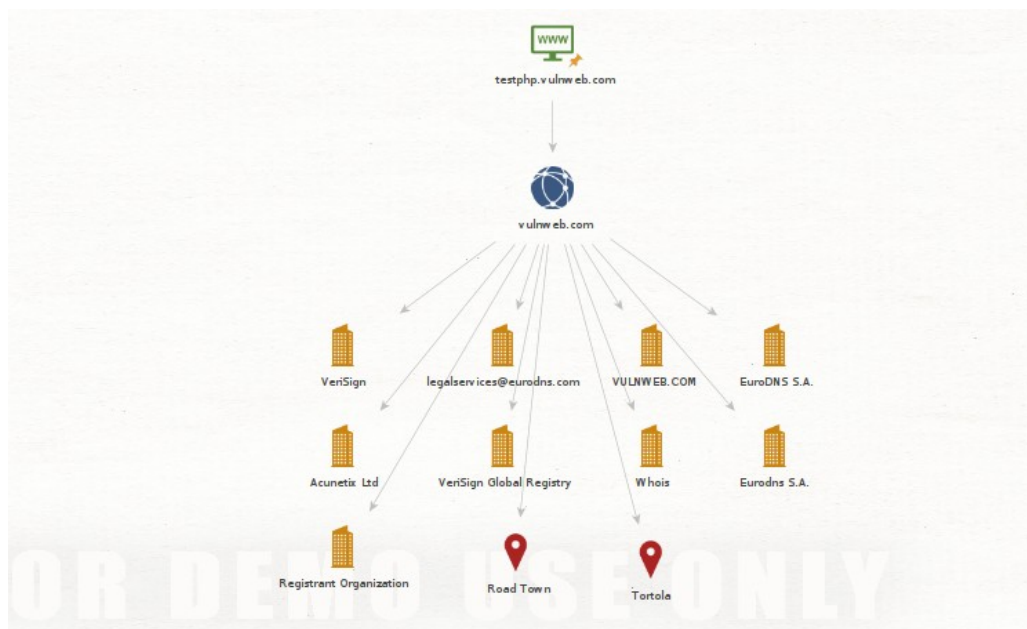 WWW
testphp.vulnweb.com
vulnweb.com
VeriSign
legalservices@eurodns.com
VULNWEB.COM
EuroDNS S.A.
Acunetix Ltd
VeriSign Global Registry
Whois
Eurodns S.A.
Registrant Organization
Road Town
Tortola
OR DEMO USE ONLY